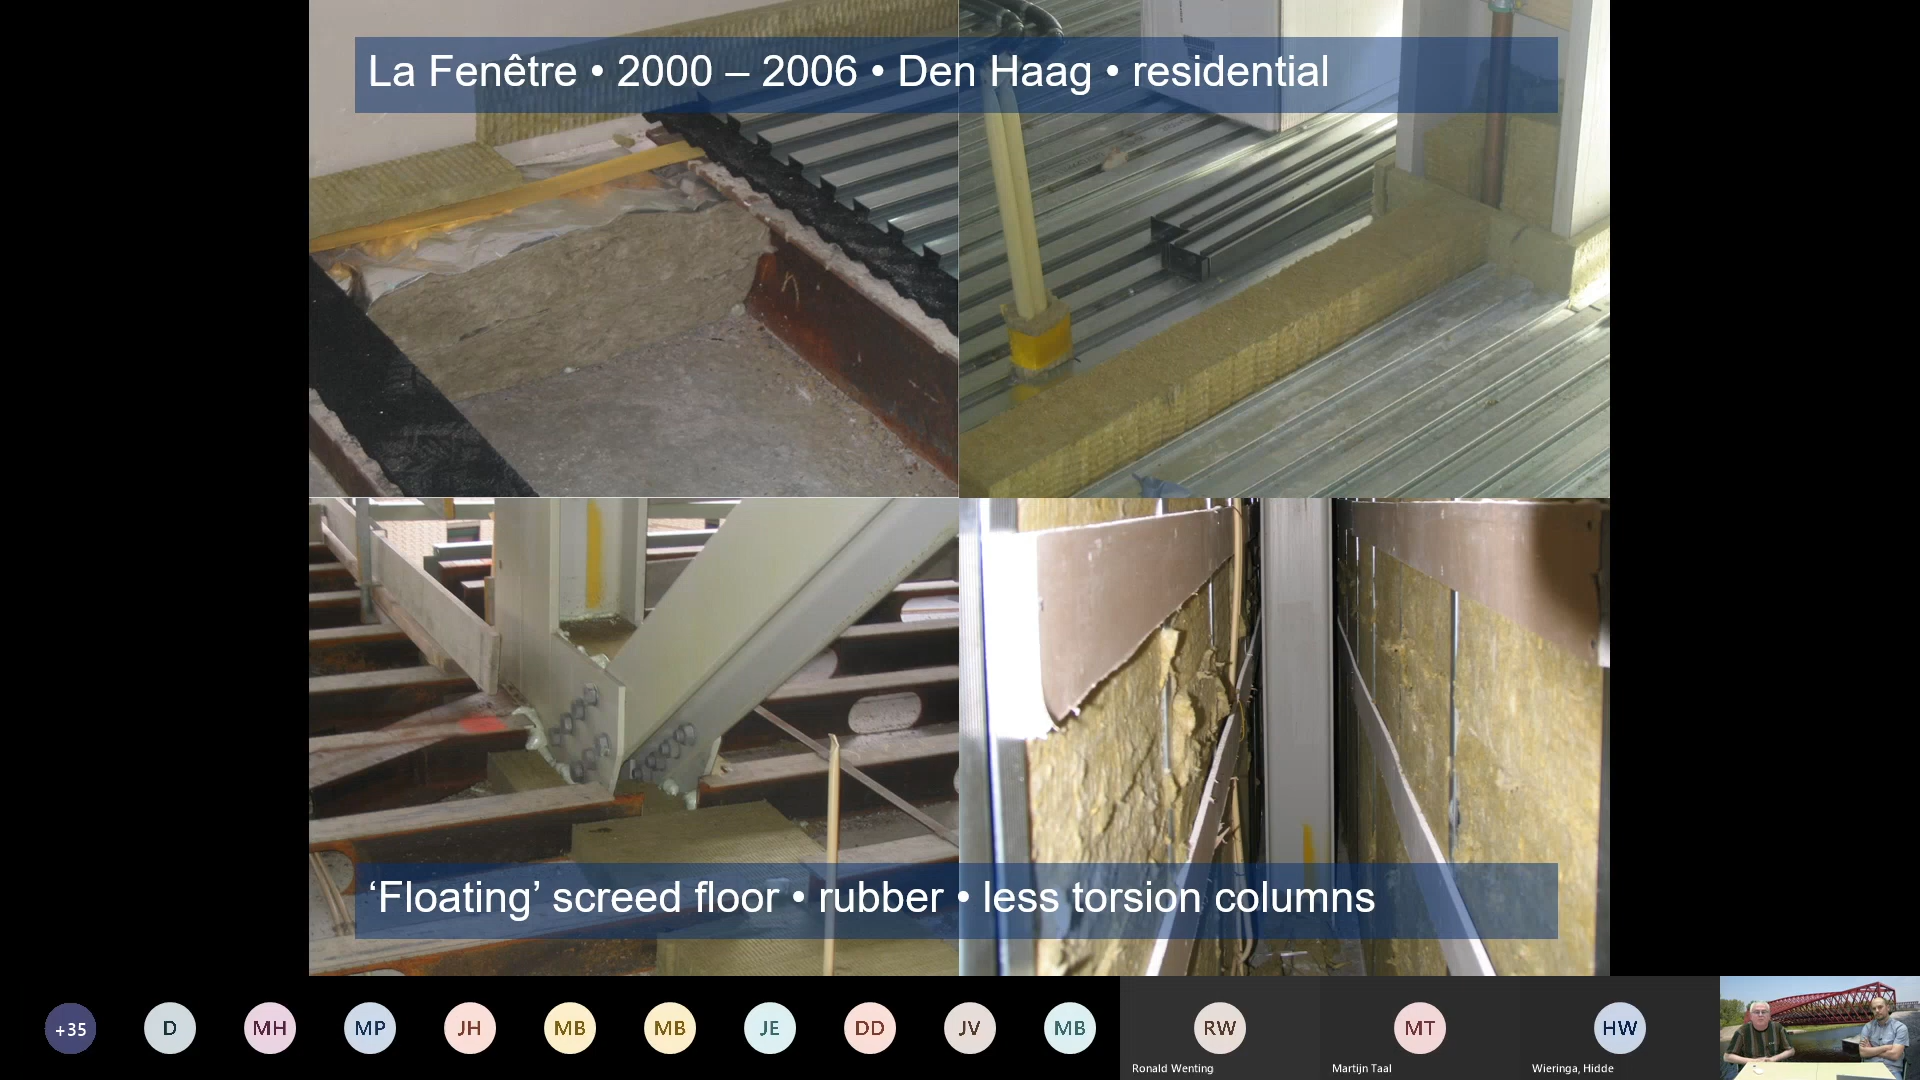 La Fenêtre • 2000 – 2006 • Den Haag • residential
‘Floating’ screed floor • rubber • less torsion columns
+35
D
MH
MP
JH
MB
MB
JE
DD
JV
MB
RW
MT
HW
Ronald Wenting
Martijn Taal
Wieringa, Hidde